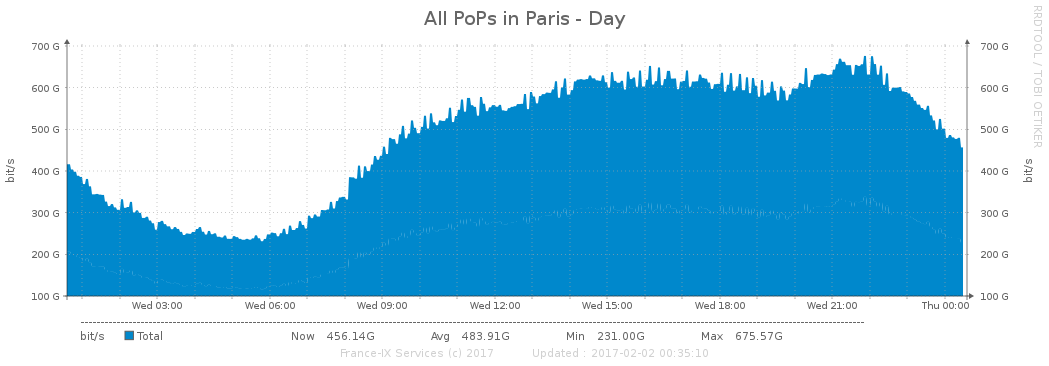 All PoPs in Paris - Day
RRDTOOL / TOBI OETIKER
700 G 700 G
600 G 600 G
500 G 500 G
400 G 400 G
300 G 300 G
200 G 200 G
100 G 100 G
bit/s
bit/s
Wed 03:00 Wed 06:00 Wed 09:00 Wed 12:00 Wed 15:00 Wed 18:00 Wed 21:00 Thu 00:00
bit/s Total Now 456.14G Avg 483.91G Min 231.00G Max 675.57G
France-IX Services (c) 2017 Updated : 2017-02-02 00:35:10